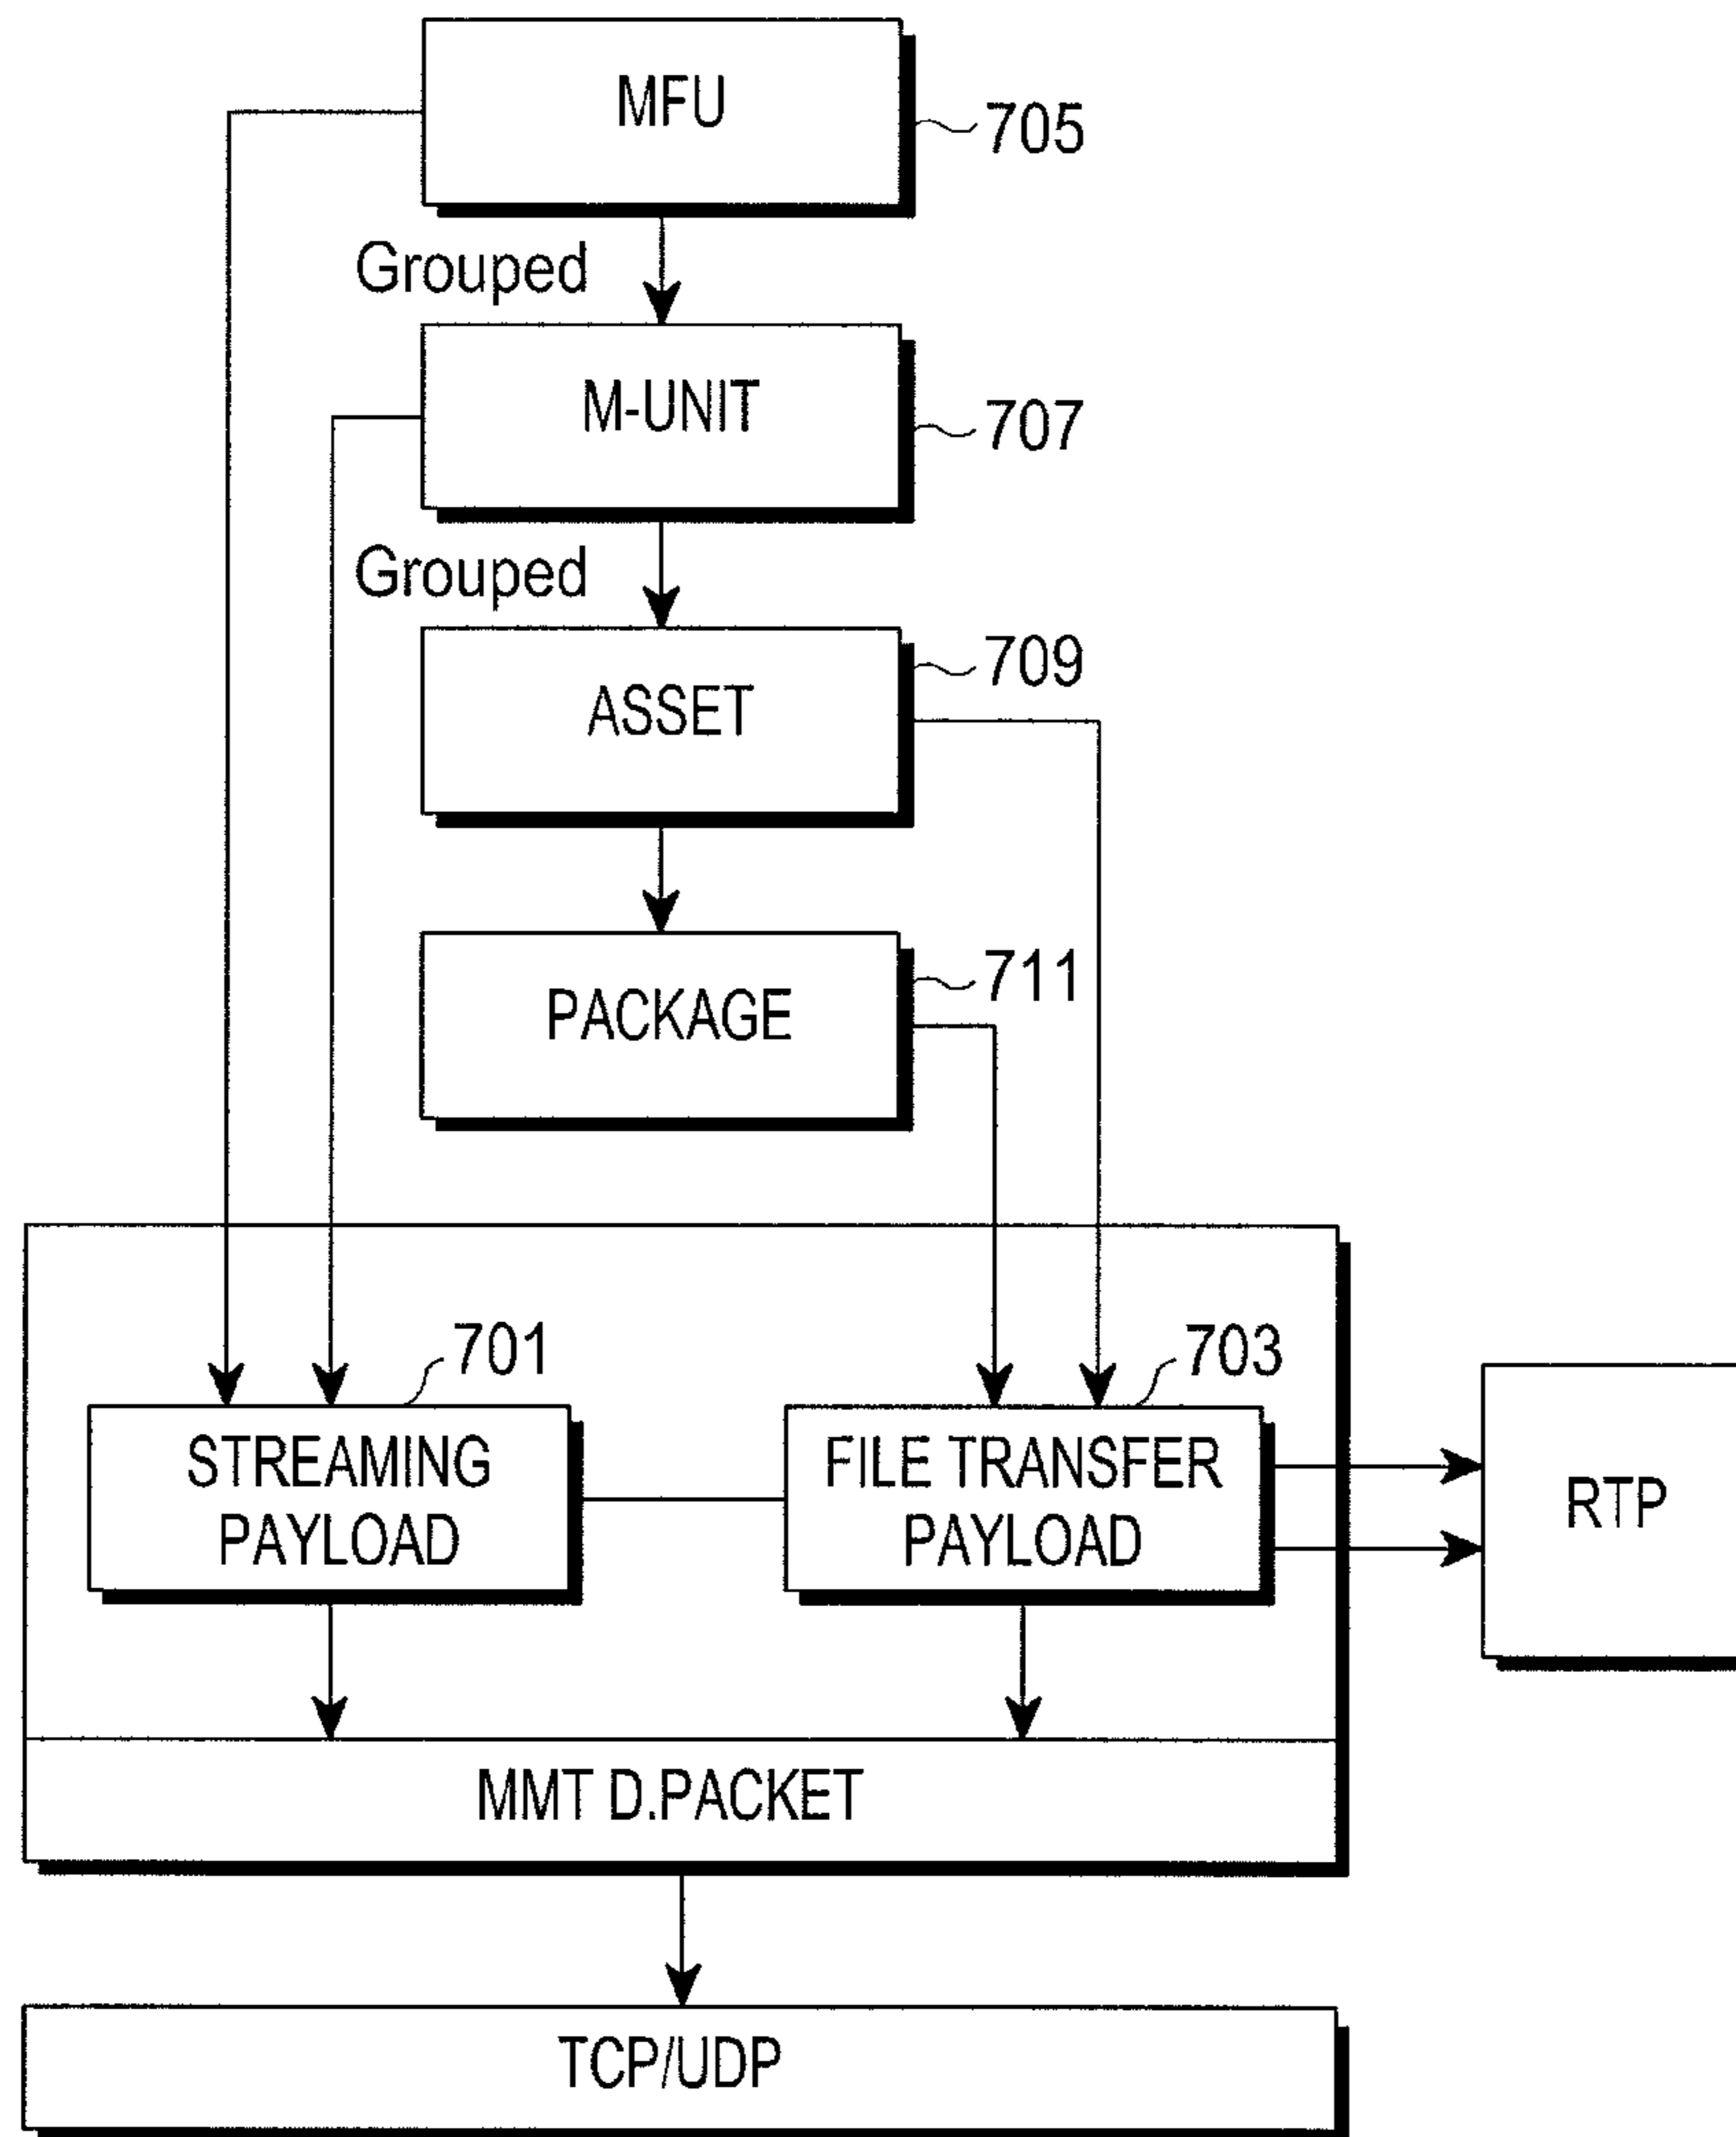 MFU
705
Grouped
M-UNIT
707
Grouped
709
ASSET
711
PACKAGE
701
703
STREAMING
PAYLOAD
FILE TRANSFER
PAYLOAD
RTP
MMT D.PACKET
TCP/UDP